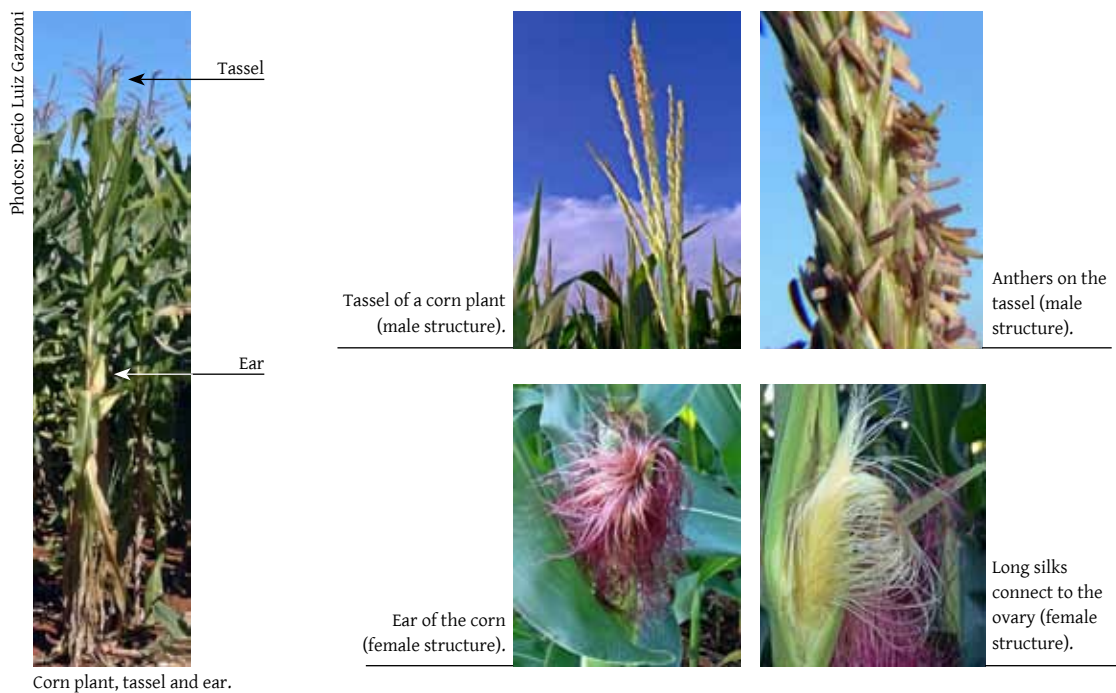 Photos: Decio Luiz Gazzoni
Tassel
Ear
Corn plant, tassel and ear.
Tassel of a corn plant
(male structure).
Anthers on the
tassel (male
structure).
Ear of the corn
(female structure).
Long silks
connect to the
ovary (female
structure).